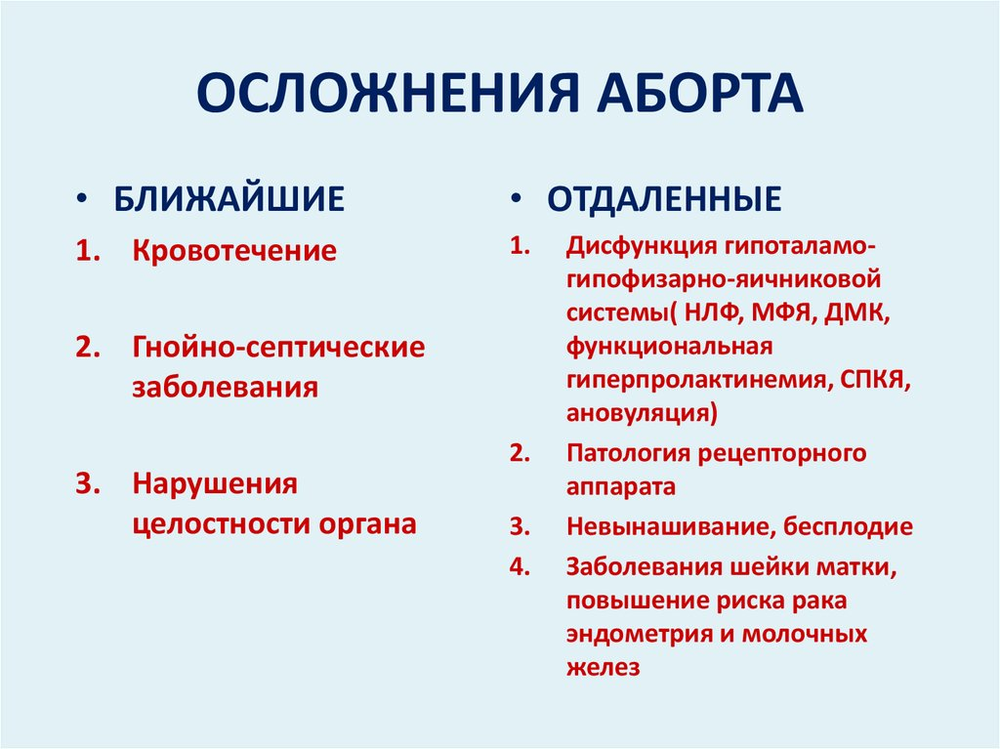 ОСЛОЖНЕНИЯ АБОРТА
• БЛИЖАЙШИЕ
1. Кровотечение
2. Гнойно-септические
заболевания
3. Нарушения
целостности органа
• ОТДАЛЕННЫЕ
1. Дисфункция гипоталамо-
гипофизарно-яичниковой
системы( НЛФ, МФЯ, ДМК,
функциональная
гиперпролактинемия, СПКЯ,
ановуляция)
2. Патология рецепторного
аппарата
3. Невынашивание, бесплодие
4. Заболевания шейки матки,
повышение риска рака
эндометрия и молочных
желез